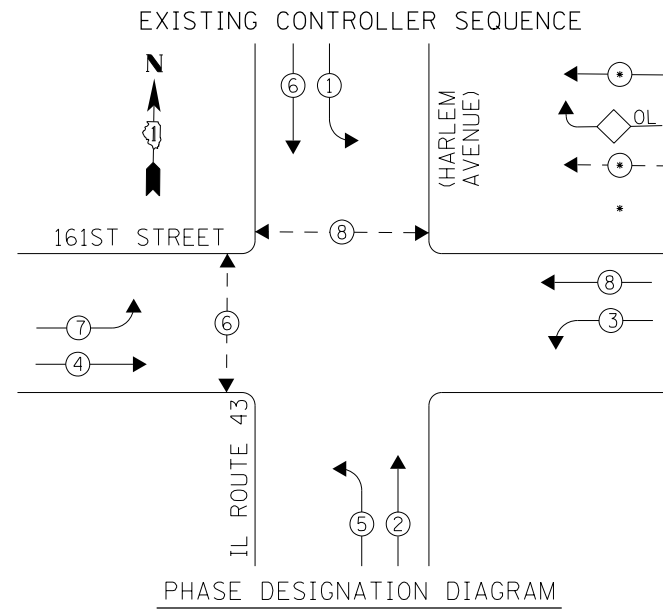 EXISTING CONTROLLER SEQUENCE
N
1
6
1
(HARLEM
AVENUE)
*
OL
*
*
161ST STREET
8
7
4
6
8
3
IL ROUTE 43
5
2
PHASE DESIGNATION DIAGRAM